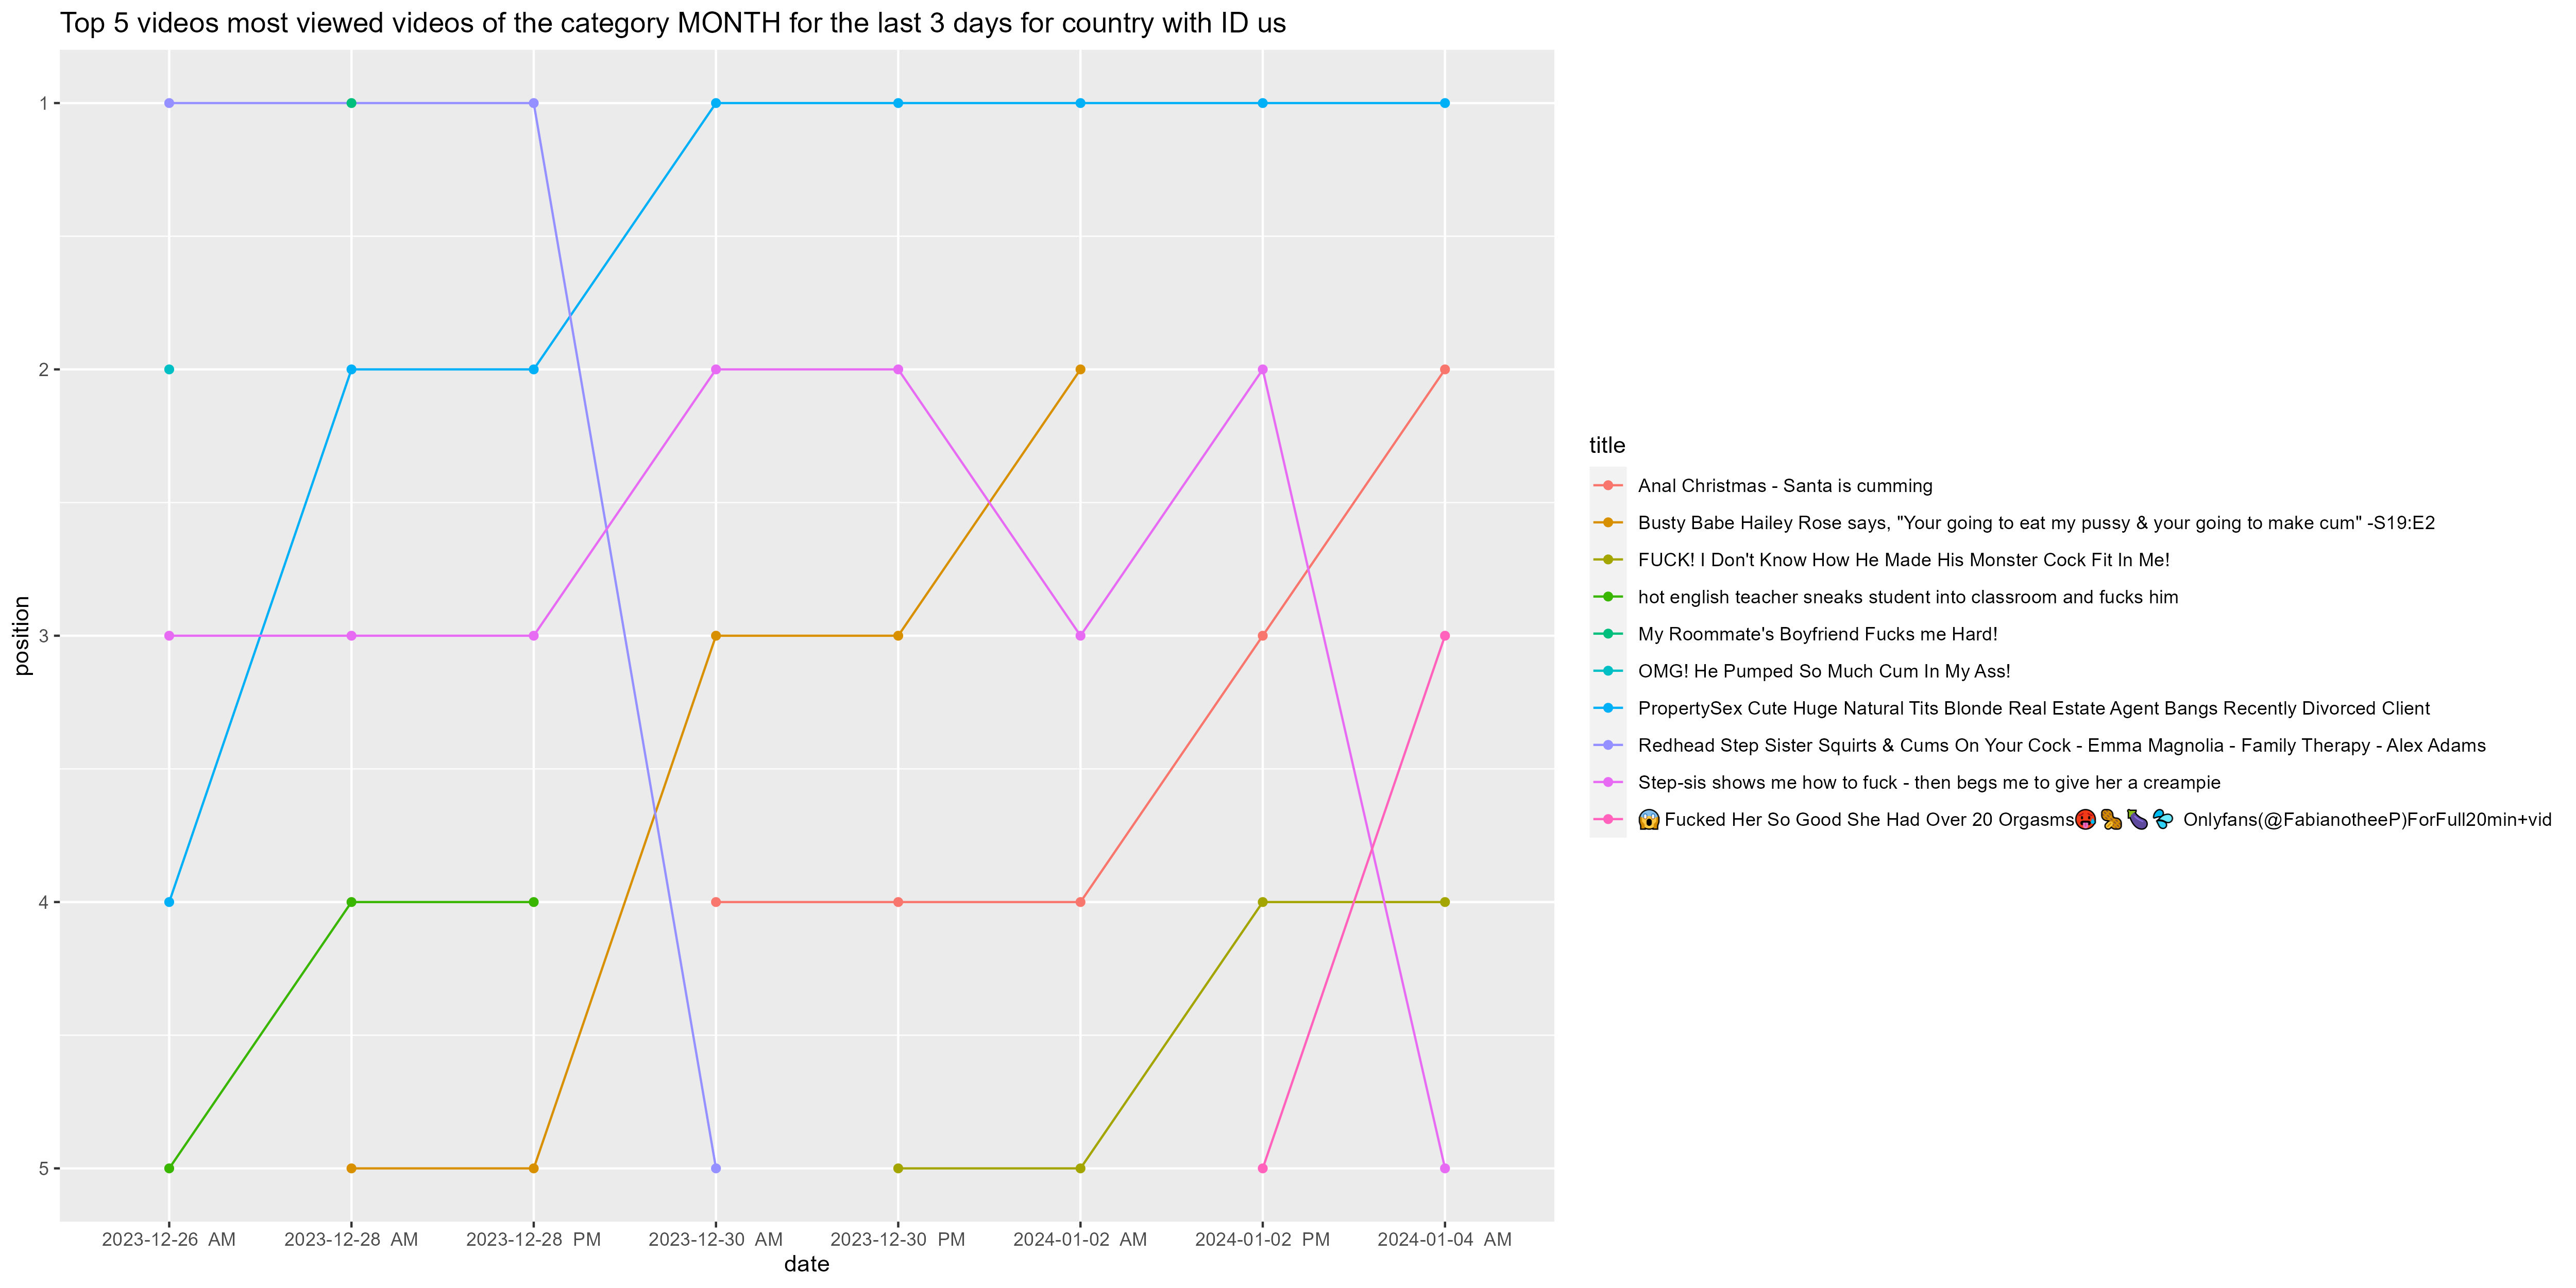 Top 5 videos most viewed videos of the category MONTH for the last 3 days for country with ID us
position
1
2
3
4
5
2023-12-26 AM
2023-12-28 AM
2023-12-28 PM
2023-12-30 AM
2023-12-30 PM
2024-01-02 AM
2024-01-02 PM
2024-01-04 AM
date
title
Anal Christmas - Santa is cumming
Busty Babe Hailey Rose says, "Your going to eat my pussy & your going to make cum" -S19:E2
FUCK! I Don't Know How He Made His Monster Cock Fit In Me!
hot english teacher sneaks student into classroom and fucks him
My Roommate's Boyfriend Fucks me Hard!
OMG! He Pumped So Much Cum In My Ass!
PropertySex Cute Huge Natural Tits Blonde Real Estate Agent Bangs Recently Divorced Client
Redhead Step Sister Squirts & Cums On Your Cock - Emma Magnolia - Family Therapy - Alex Adams
Step-sis shows me how to fuck - then begs me to give her a creampie
😱 Fucked Her So Good She Had Over 20 Orgasms🥵 🥜 🍆 💦 Onlyfans(@FabianotheeP)ForFull20min+vid